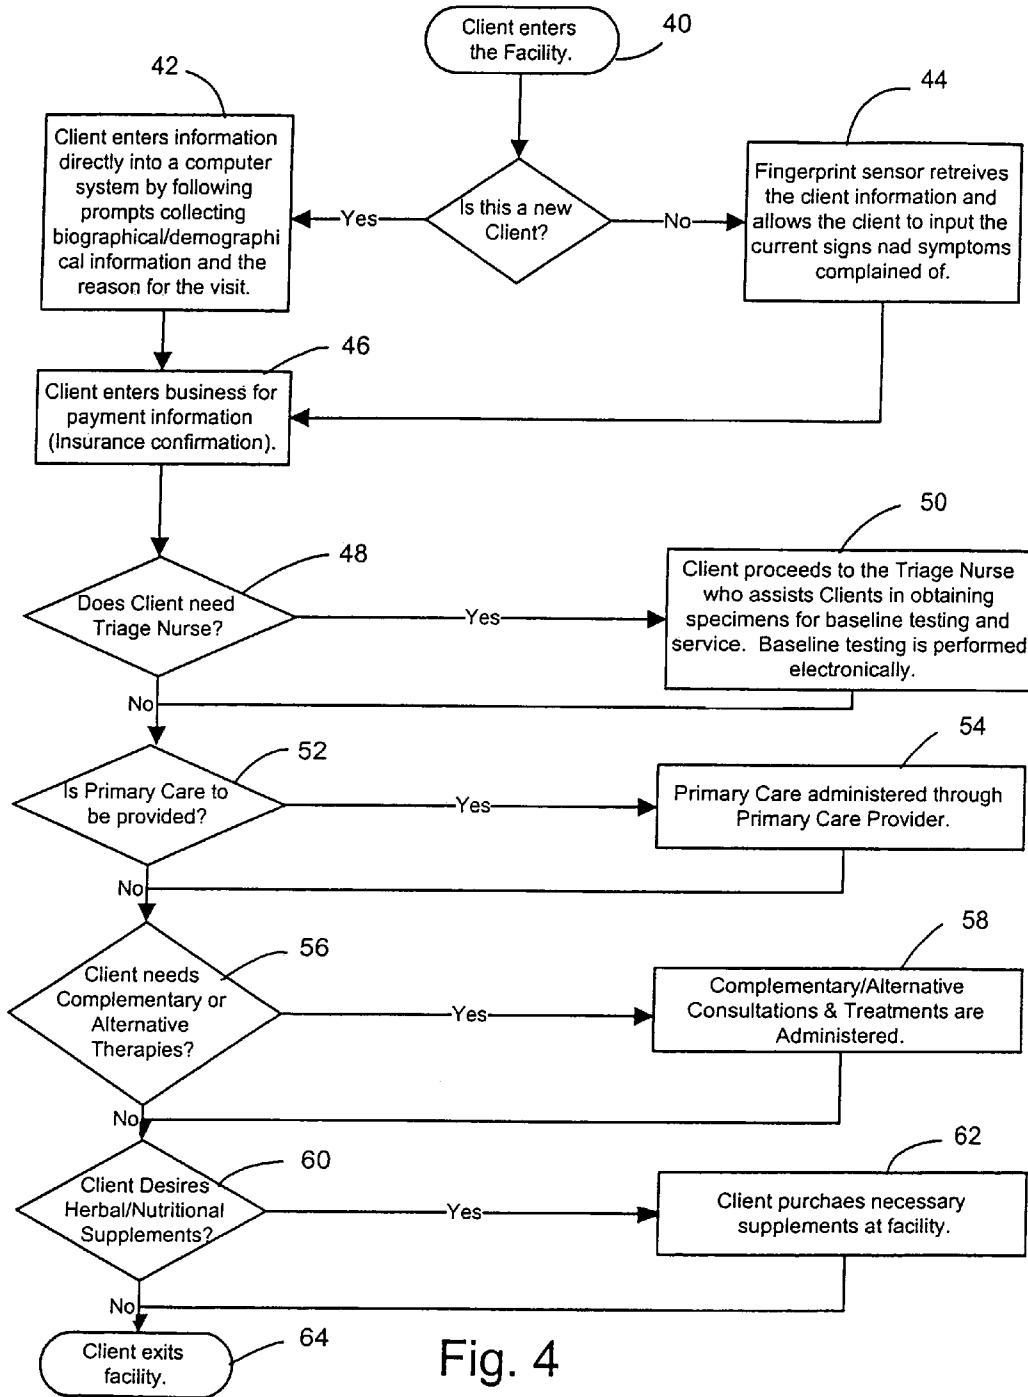 Client enters
the Facility.
40
42
44
Client enters information
directly into a computer
system by following
prompts collecting
biographical/demographi
cal information and the
reason for the visit.
Yes
Is this a new
Client?
No
Fingerprint sensor retreives
the client information and
allows the client to input the
current signs nad symptoms
complained of.
46
Client enters business for
payment information
(Insurance confirmation).
48
50
Does Client need
Triage Nurse?
Yes
Client proceeds to the Triage Nurse
who assists Clients in obtaining
specimens for baseline testing and
service. Baseline testing is performed
electronically.
No
52
54
Is Primary Care to
be provided?
Yes
Primary Care administered through
Primary Care Provider.
No
56
58
Client needs
Complementary or
Alternative
Therapies?
Yes
Complementary/Alternative
Consultations & Treatments are
Administered.
No
60
62
Client Desires
Herbal/Nutritional
Supplements?
Yes
Client purchaes necessary
supplements at facility.
No
64
Client exits
facility.
Fig. 4